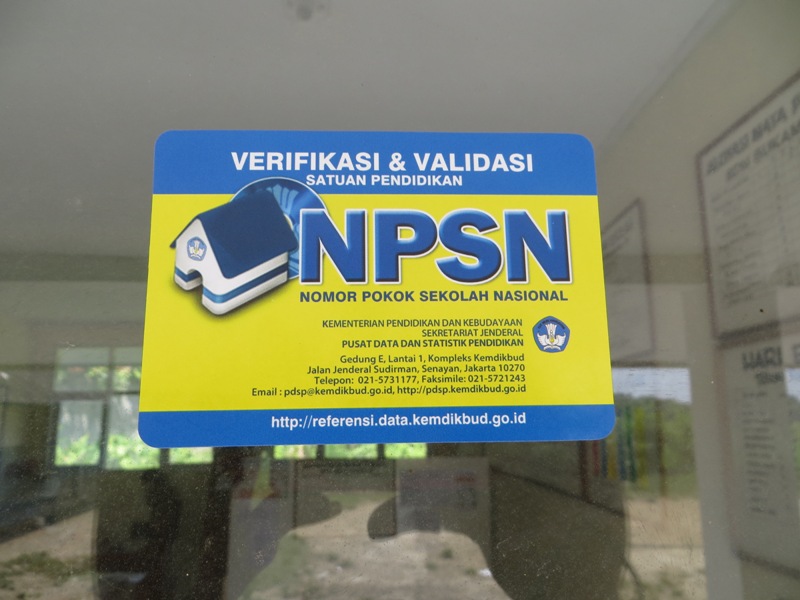 VERIFIKASI & VALIDASI
SATUAN PENDIDIKAN
NPSN
NOMOR POKOK SEKOLAH NASIONAL
KEMENTERIAN PENDIDIKAN DAN KEBUDAYAAN
SEKRETARIAT JENDERAL
PUSAT DATA DAN STATISTIK PENDIDIKAN
Gedung E, Lantai 1, Kompleks Kemdikbud
Jalan Jenderal Sudirman, Senayan, Jakarta 10270
Telepon: 021-5731177, Faksimile: 021-5721243
Email : pdsp@kemdikbud.go.id, http://pdsp.kemdikbud.go.id
http://referensi.data.kemdikbud.go.id
HARI